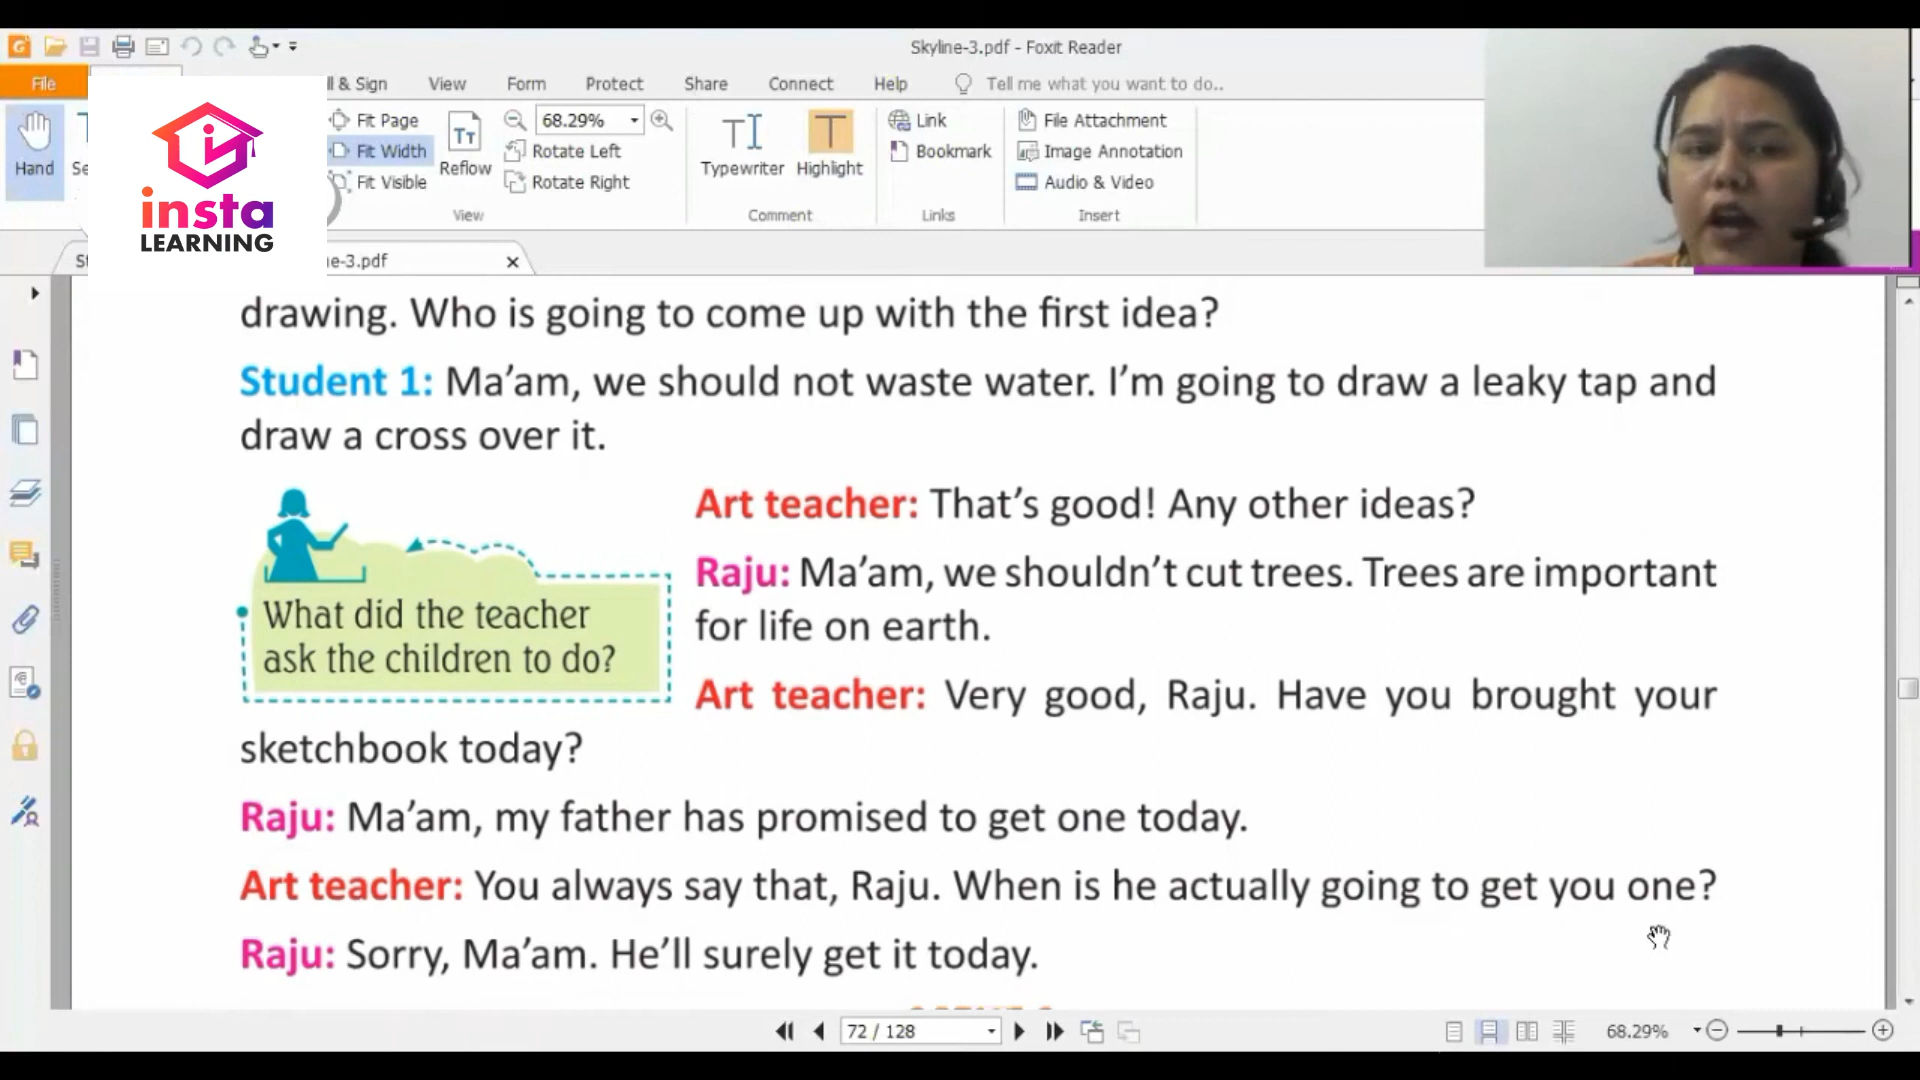 Skyline-3.pdf - Foxit Reader
File
ll & Sign
View
Form
Protect
Share
Connect
Help
Tell me what you want to do..
Hand
Fit Page
Fit Width
Fit Visible
Reflow
68.29%
Rotate Left
Rotate Right
View
Typewriter
Highlight
Comment
Link
Bookmark
Links
File Attachment
Image Annotation
Audio & Video
Insert
insta
LEARNING
ne-3.pdf
drawing. Who is going to come up with the first idea?
Student 1: Ma’am, we should not waste water. I’m going to draw a leaky tap and
draw a cross over it.
What did the teacher
ask the children to do?
Art teacher: That’s good! Any other ideas?
Raju: Ma’am, we shouldn’t cut trees. Trees are important
for life on earth.
Art teacher: Very good, Raju. Have you brought your
sketchbook today?
Raju: Ma’am, my father has promised to get one today.
Art teacher: You always say that, Raju. When is he actually going to get you one?
Raju: Sorry, Ma’am. He’ll surely get it today.
72 / 128
68.29%